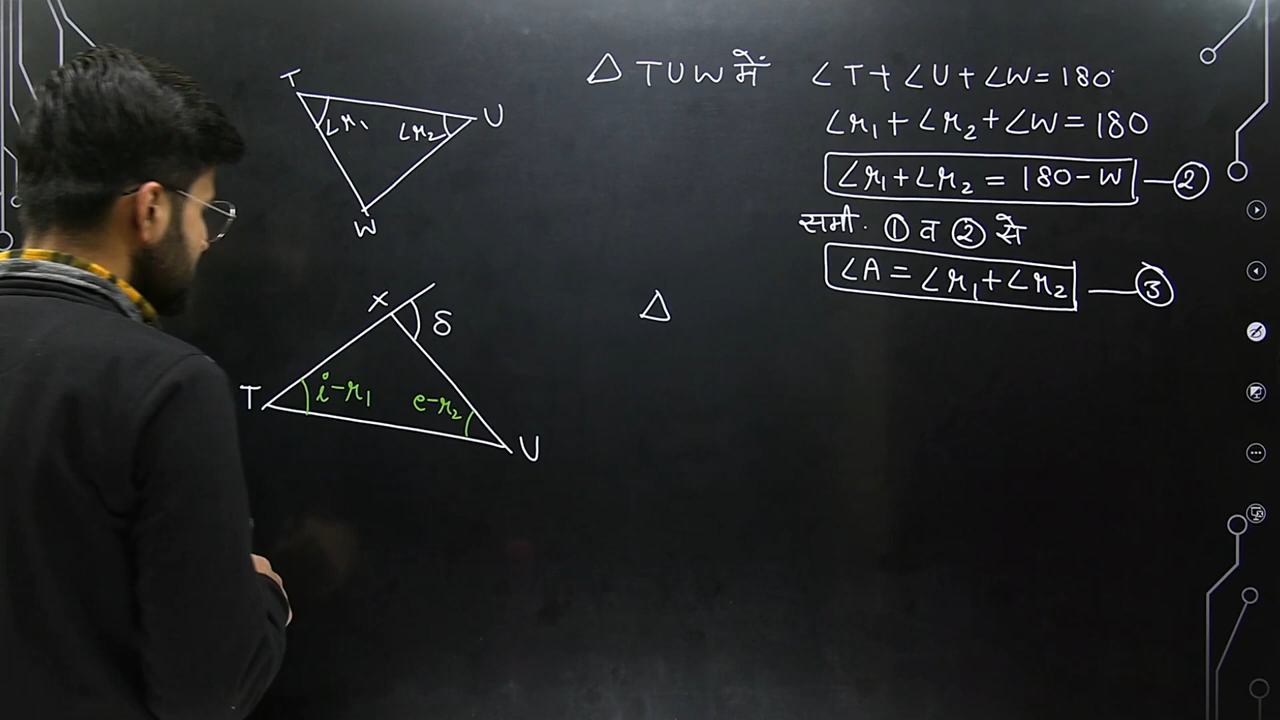 T
∠r₁ ∠r₂ U
W
X
δ
T i-r₁ e-r₂
U
Δ TUW में ∠T+∠U+∠W=180
∠r₁+∠r₂+∠W=180
∠r₁+∠r₂ = 180-W —②
समी. ① व ② से
∠A = ∠r₁+∠r₂ —③
Δ